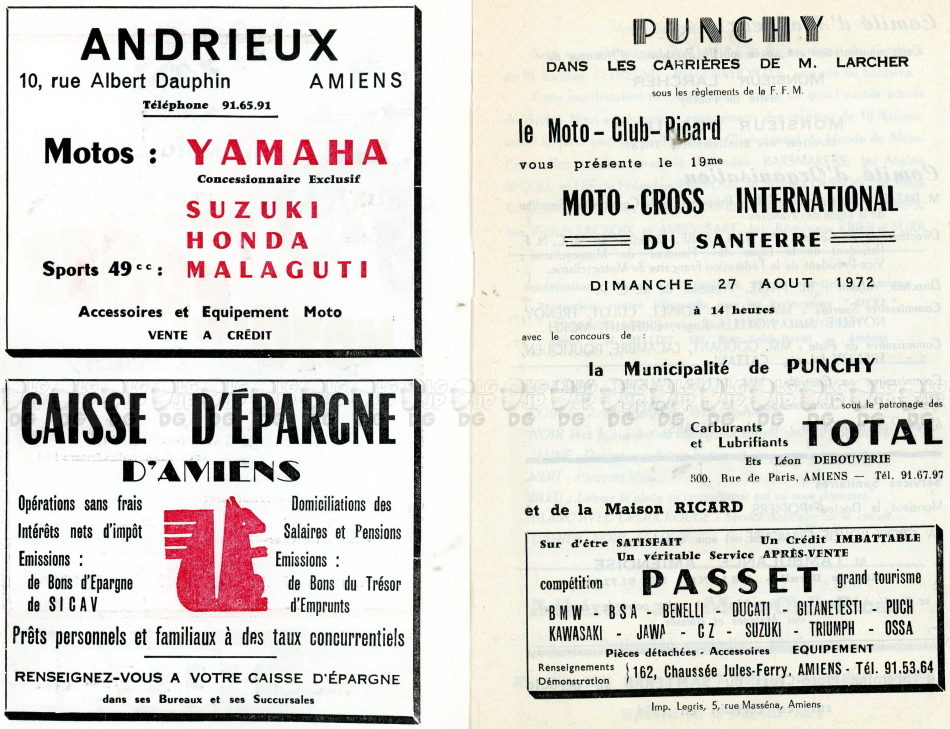 ANDRIEUX
10, rue Albert Dauphin AMIENS
Téléphone 91.65.91
Motos : YAMAHA
Concessionnaire Exclusif
SUZUKI
HONDA
Sports 49cc : MALAGUTI
Accessoires et Equipement Moto
VENTE A CRÉDIT
CAISSE D'ÉPARGNE
D'AMIENS
Opérations sans frais
Intérêts nets d'impôt
Emissions :
de Bons d'Epargne
de SICAV
Domiciliations des
Salaires et Pensions
Emissions :
de Bons du Trésor
d'Emprunts
Prêts personnels et familiaux à des taux concurrentiels
RENSEIGNEZ-VOUS A VOTRE CAISSE D'ÉPARGNE
dans ses Bureaux et ses Succursales
PUNCHY
DANS LES CARRIÈRES DE M. LARCHER
sous les règlements de la F.F.M.
le Moto-Club-Picard
vous présente le 19me
MOTO-CROSS INTERNATIONAL
DU SANTERRE
DIMANCHE 27 AOUT 1972
à 14 heures
avec le concours de
la Municipalité de PUNCHY
sous le patronage des
Carburants
et Lubrifiants TOTAL
Ets Léon DEBOUVERIE
500. Rue de Paris, AMIENS — Tél. 91.67.97
et de la Maison RICARD
Sur d'être SATISFAIT Un Crédit IMBATTABLE
Un véritable Service APRÈS-VENTE
compétition PASSET grand tourisme
BMW - BSA - BENELLI - DUCATI - GITANETESTI - PUCH
KAWASAKI - JAWA - CZ - SUZUKI - TRIUMPH - OSSA
Pièces détachées - Accessoires EQUIPEMENT
Renseignements
Démonstration
162, Chaussée Jules-Ferry, AMIENS - Tél. 91.53.64
Imp. Legris, 5, rue Masséna, Amiens